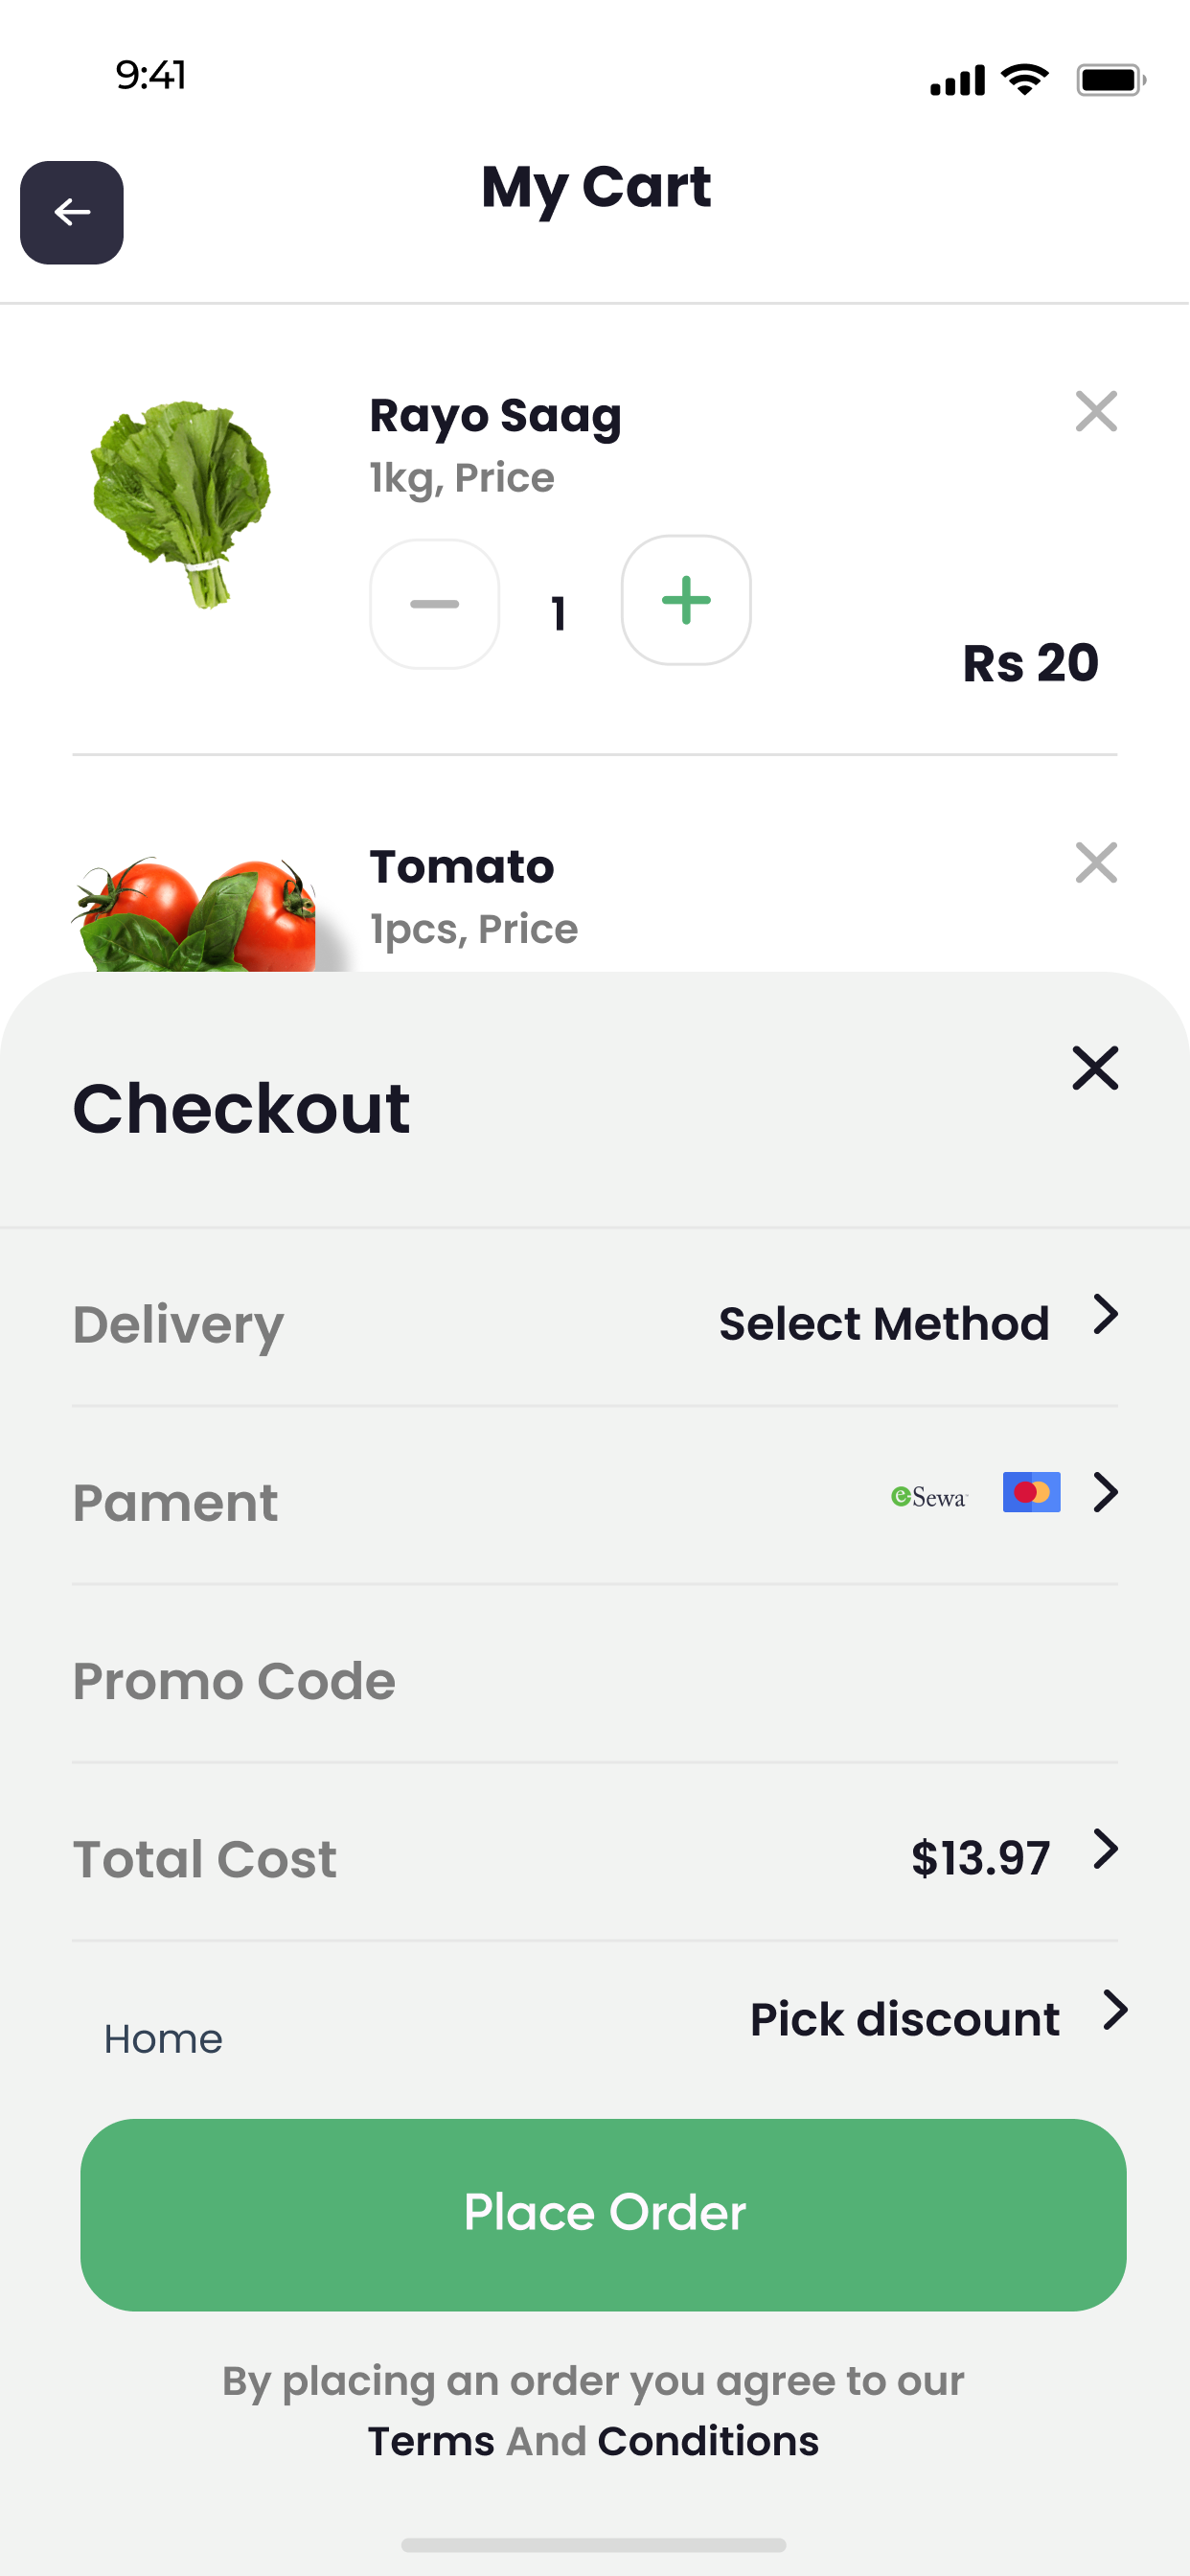 9:41
My Cart
Rayo Saag
1kg, Price
1
Rs 20
Tomato
1pcs, Price
Checkout
Delivery Select Method
Pament eSewa
Promo Code
Total Cost $13.97
Pick discount
Home
Place Order
By placing an order you agree to our
Terms And Conditions